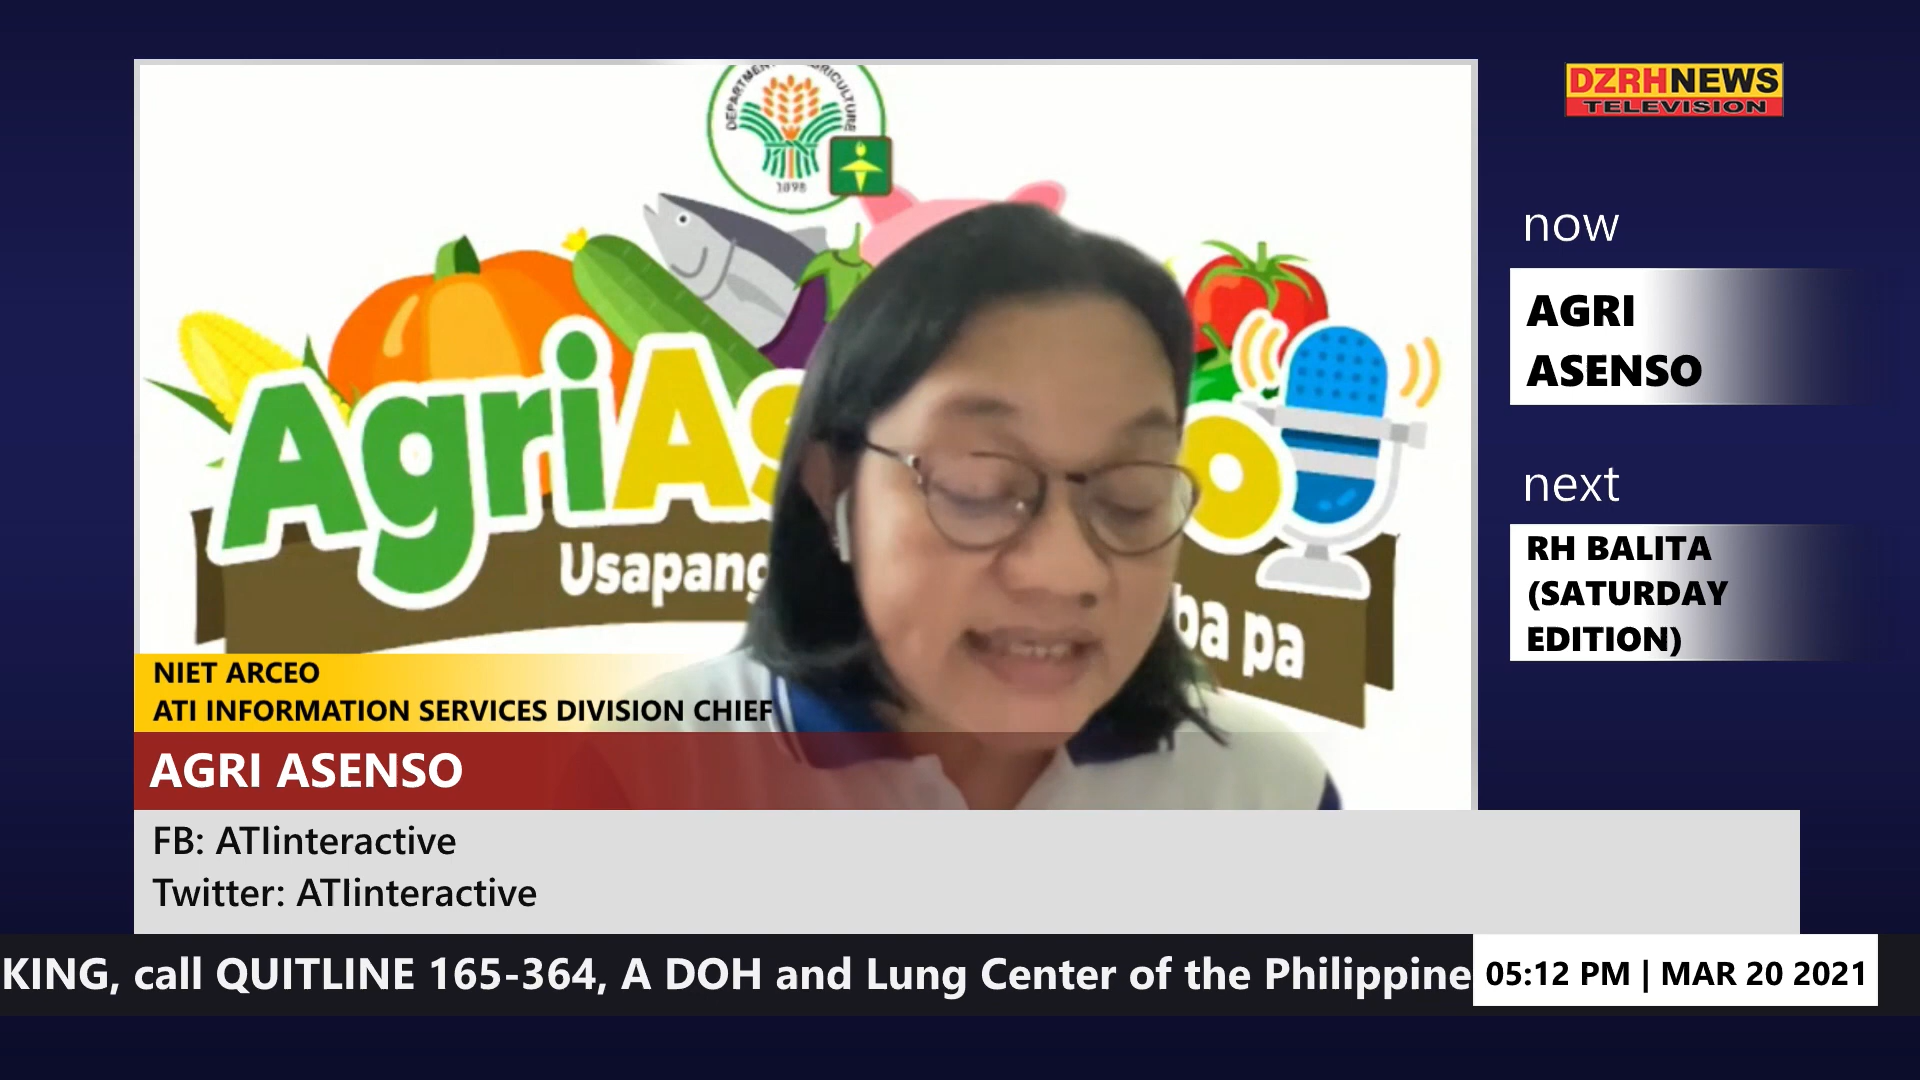 DZRHNEWS
TELEVISION
now
AGRI
ASENSO
next
RH BALITA
(SATURDAY
EDITION)
1898
AgriAs o
Usapang ba pa
NIET ARCEO
ATI INFORMATION SERVICES DIVISION CHIEF
AGRI ASENSO
FB: ATIinteractive
Twitter: ATIinteractive
KING, call QUITLINE 165-364, A DOH and Lung Center of the Philippine
05:12 PM | MAR 20 2021